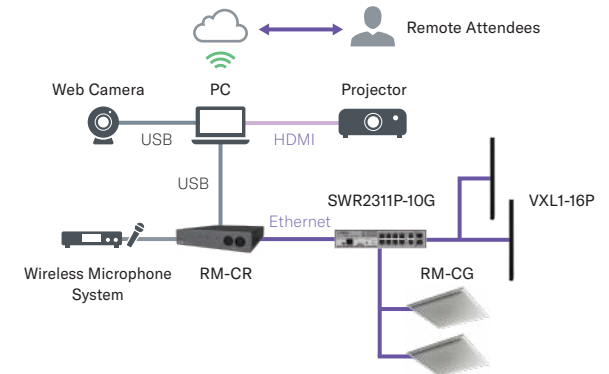 Remote Attendees
Web Camera
PC
Projector
USB
HDMI
USB
SWR2311P-10G
VXL1-16P
Ethernet
Wireless Microphone
System
RM-CR
RM-CG